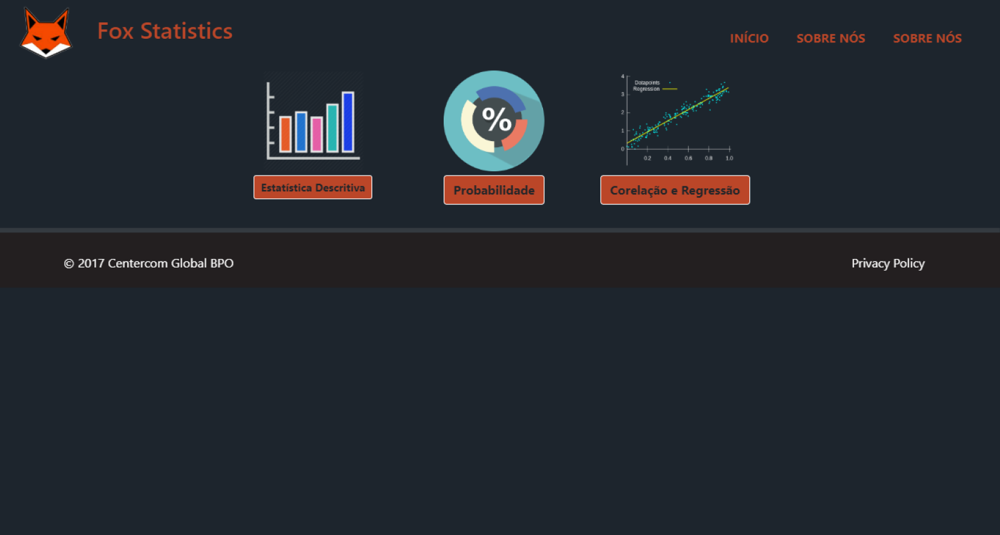 Fox Statistics
INÍCIO
SOBRE NÓS
SOBRE NÓS
4
3
2
1
0
Datapoints
Regression
0.2 0.4 0.6 0.8 1.0
%
Estatística Descritiva
Probabilidade
Corelação e Regressão
© 2017 Centercom Global BPO
Privacy Policy